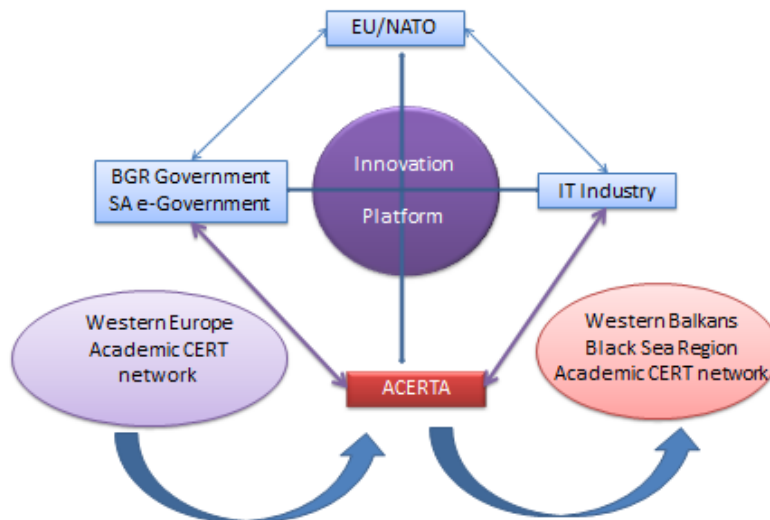 EU/NATO
Innovation
Platform
BGR Government
SA e-Government
IT Industry
Western Europe
Academic CERT
network
ACERTA
Western Balkans
Black Sea Region
Academic CERT network